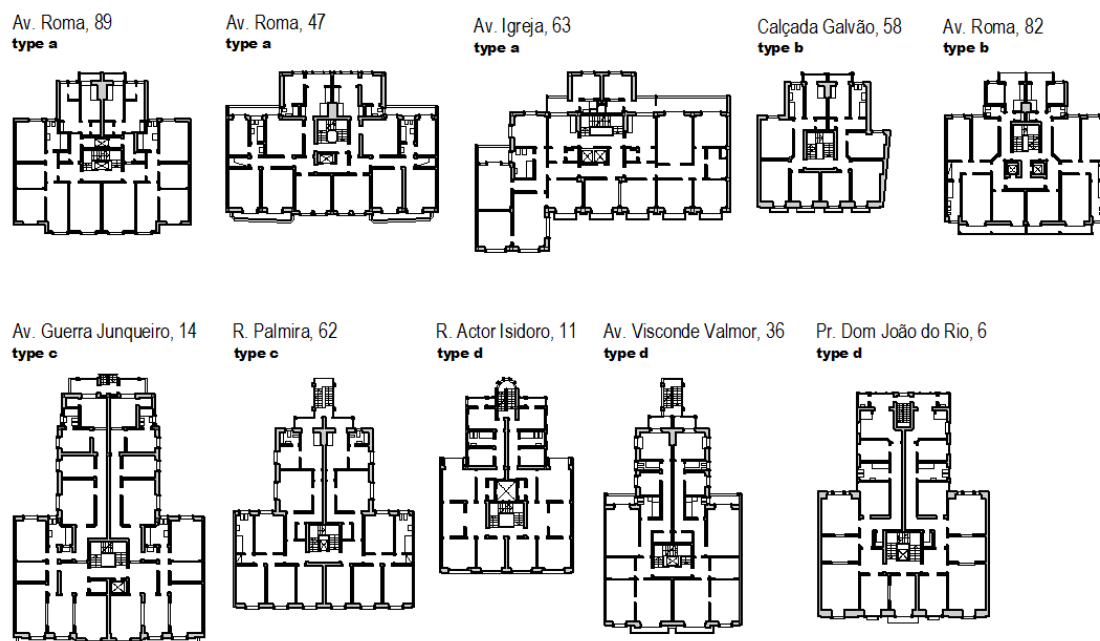 Av. Roma, 89
type a
Av. Roma, 47
type a
Av. Igreja, 63
type a
Calçada Galvão, 58
type b
Av. Roma, 82
type b
Av. Guerra Junqueiro, 14
type c
R. Palmira, 62
type c
R. Actor Isidoro, 11
type d
Av. Visconde Valmor, 36
type d
Pr. Dom João do Rio, 6
type d